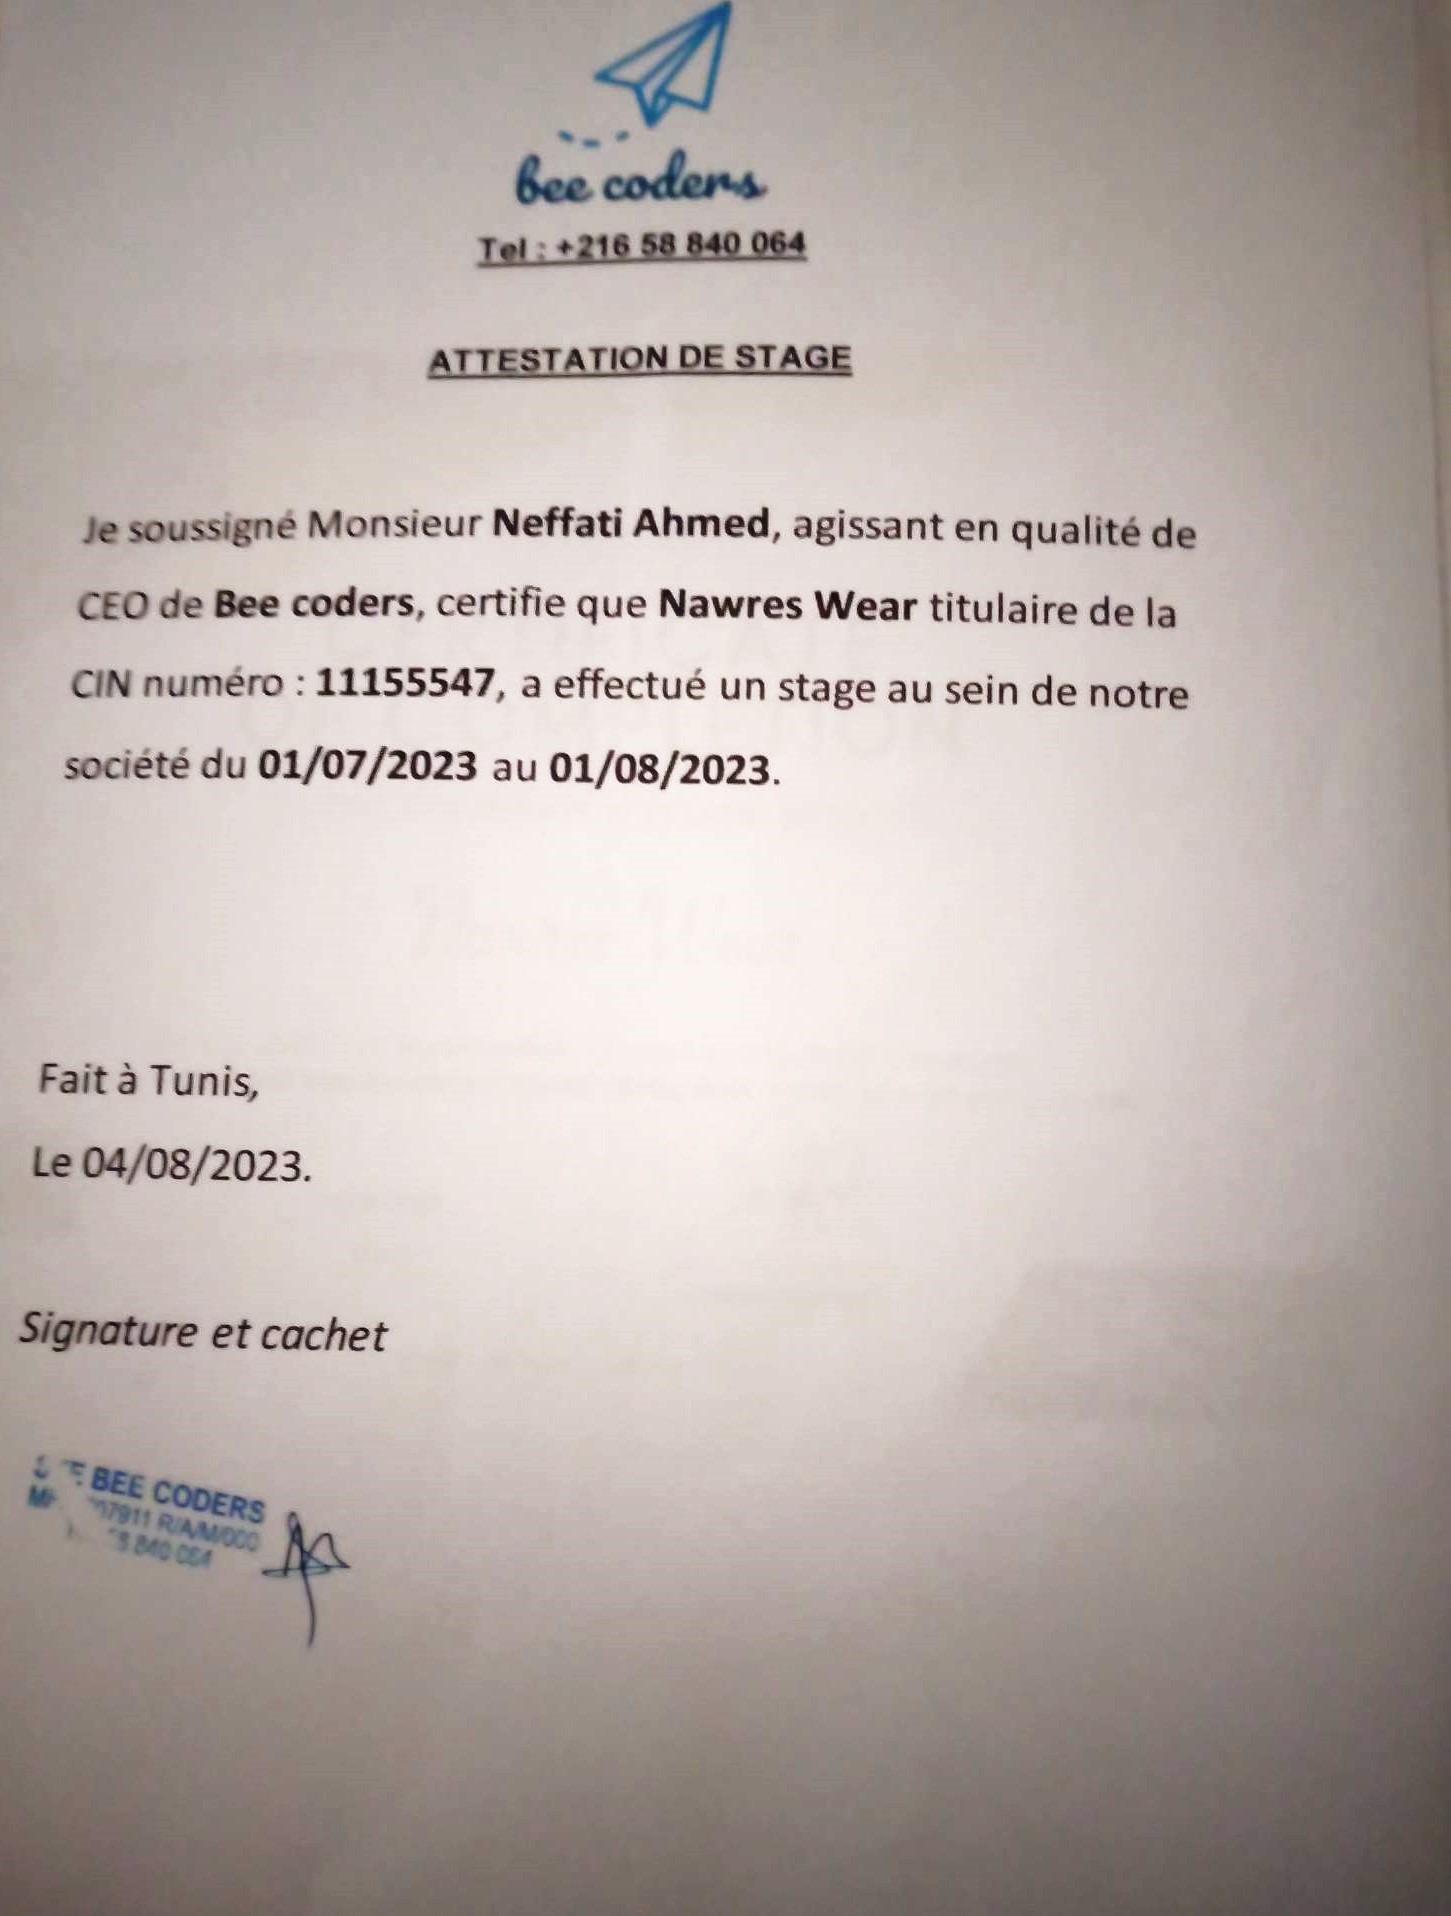 bee coders
Tel : +216 58 840 064
ATTESTATION DE STAGE
Je soussigné Monsieur Neffati Ahmed, agissant en qualité de
CEO de Bee coders, certifie que Nawres Wear titulaire de la
CIN numéro : 11155547, a effectué un stage au sein de notre
société du 01/07/2023 au 01/08/2023.
Fait à Tunis,
Le 04/08/2023.
Signature et cachet
BEE CODERS
7911 R/A/M/000
8 840 064